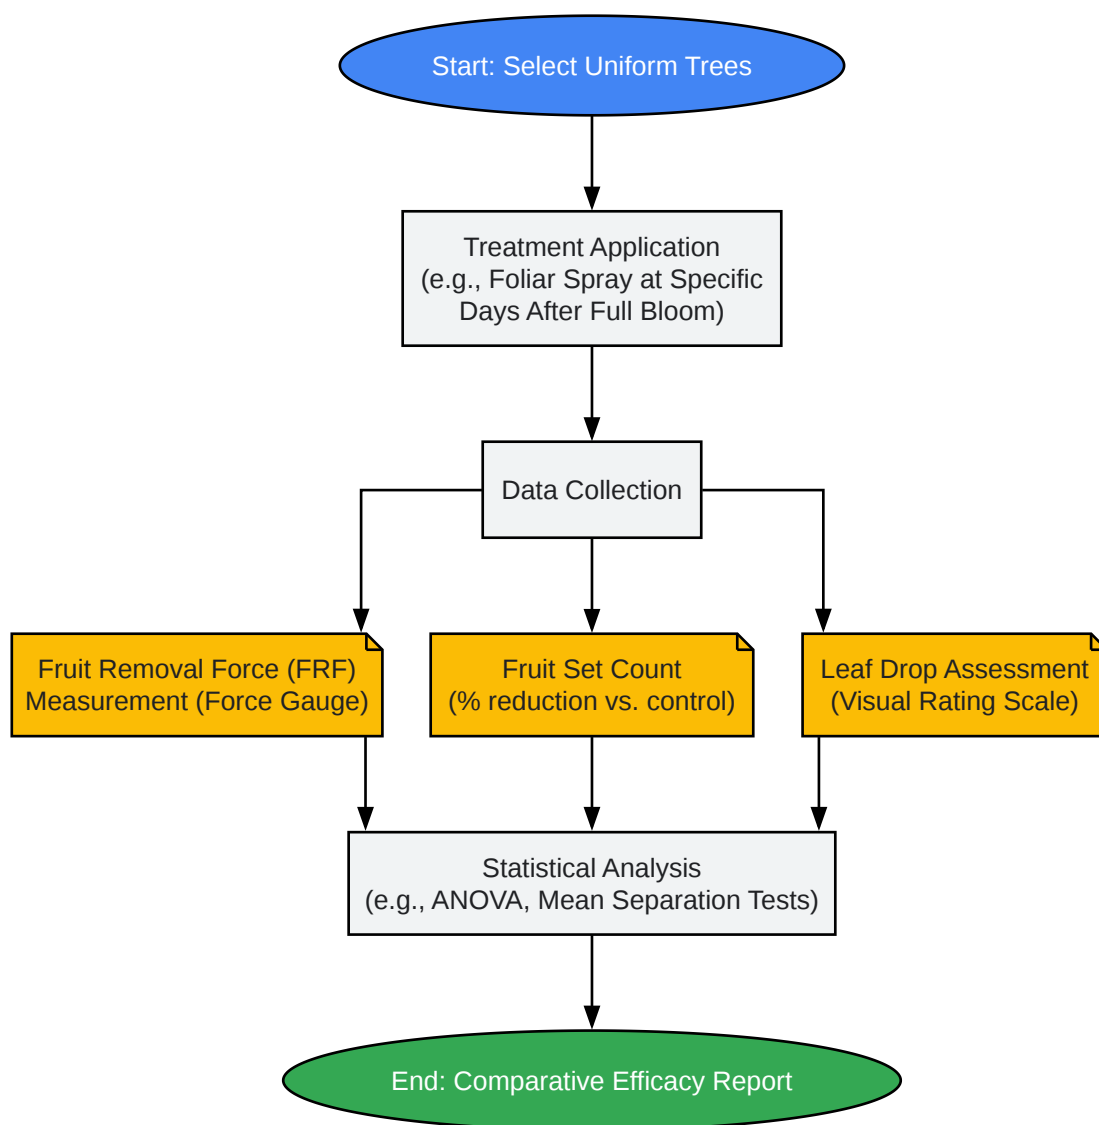 Start: Select Uniform Trees
Treatment Application
(e.g., Foliar Spray at Specific
Days After Full Bloom)
Data Collection
Fruit Removal Force (FRF)
Measurement (Force Gauge)
Fruit Set Count
(% reduction vs. control)
Leaf Drop Assessment
(Visual Rating Scale)
Statistical Analysis
(e.g., ANOVA, Mean Separation Tests)
End: Comparative Efficacy Report